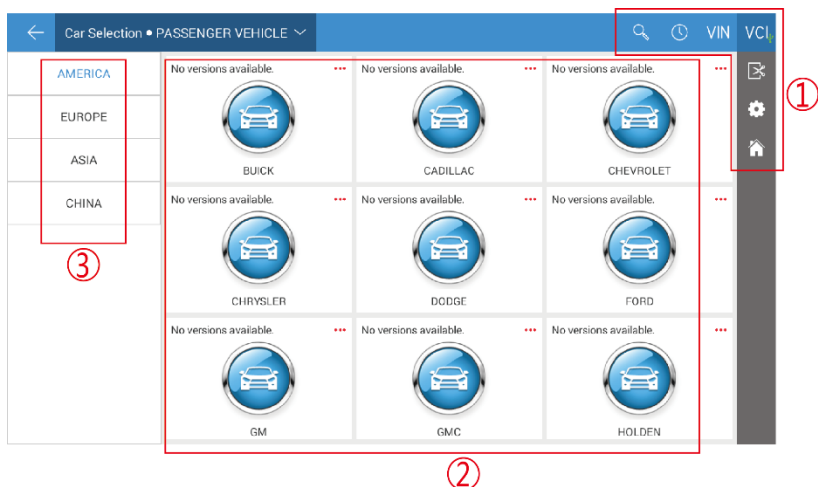 Car Selection • PASSENGER VEHICLE
VIN
VCI
①
AMERICA
EUROPE
ASIA
CHINA
③
No versions available. ••• No versions available. ••• No versions available. •••
BUICK CADILLAC CHEVROLET
No versions available. ••• No versions available. ••• No versions available. •••
CHRYSLER DODGE FORD
No versions available. ••• No versions available. ••• No versions available. •••
GM GMC HOLDEN
②